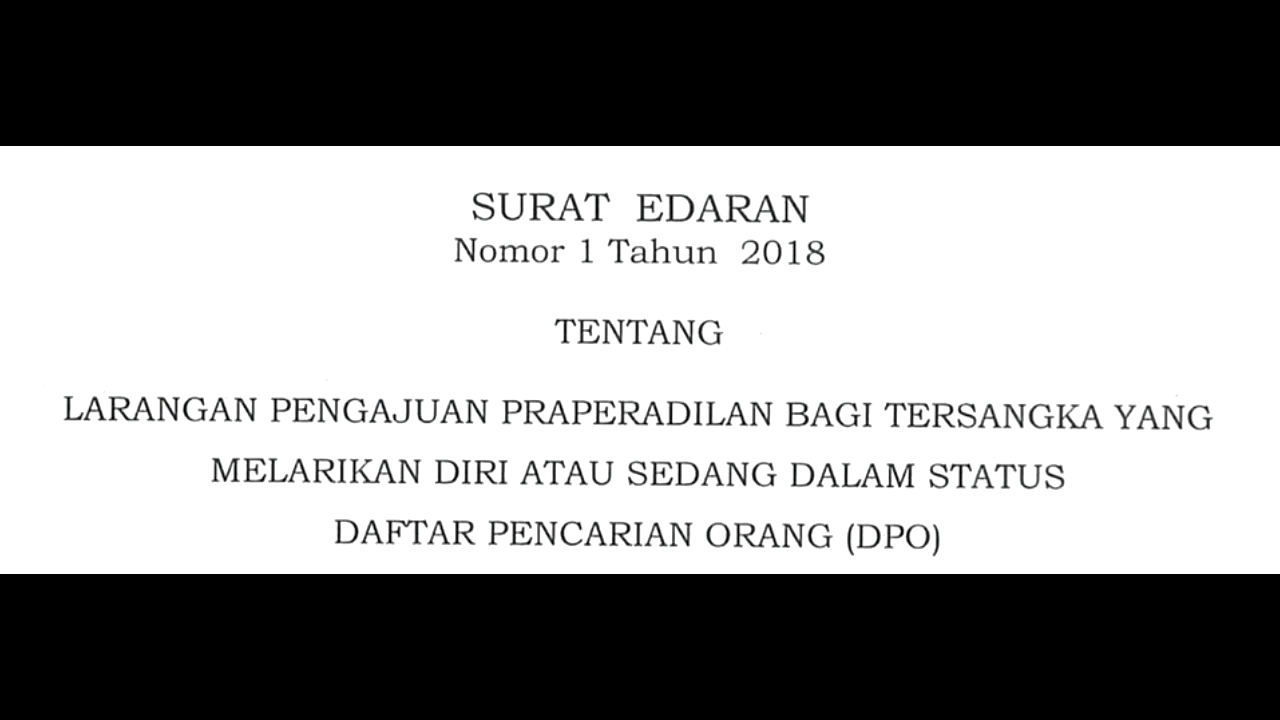 SURAT EDARAN
Nomor 1 Tahun 2018
TENTANG
LARANGAN PENGAJUAN PRAPERADILAN BAGI TERSANGKA YANG
MELARIKAN DIRI ATAU SEDANG DALAM STATUS
DAFTAR PENCARIAN ORANG (DPO)